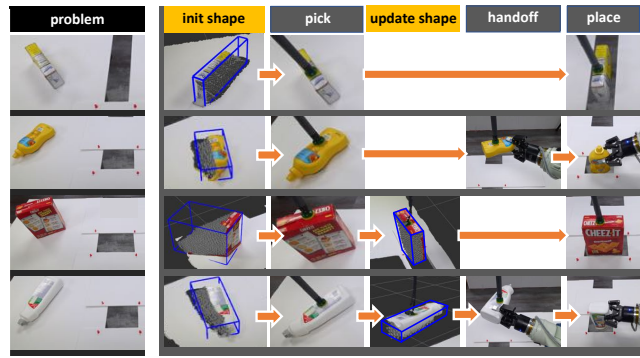 problem
init shape
pick
update shape
handoff
place
CHEEZ-IT